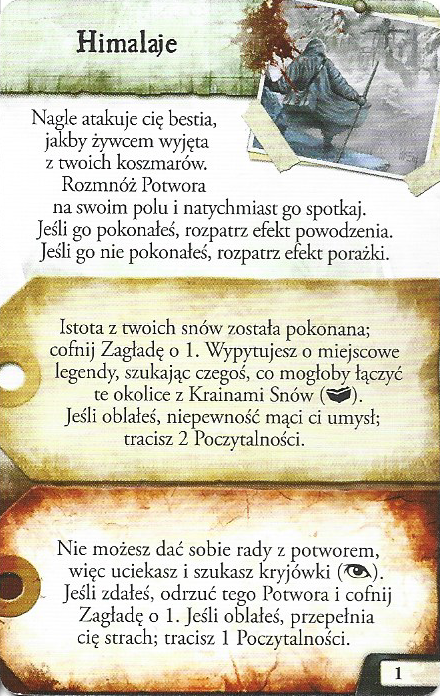 Himalaje
Nagle atakuje cię bestia,
jakby żywcem wyjęta
z twoich koszmarów.
Rozmnóż Potwora
na swoim polu i natychmiast go spotkaj.
Jeśli go pokonałeś, rozpatrz efekt powodzenia.
Jeśli go nie pokonałeś, rozpatrz efekt porażki.
Istota z twoich snów została pokonana;
cofnij Zagładę o 1. Wypytujesz o miejscowe
legendy, szukając czegoś, co mogłoby łączyć
te okolice z Krainami Snów ( ).
Jeśli oblałeś, niepewność mąci ci umysł;
tracisz 2 Poczytalności.
Nie możesz dać sobie rady z potworem,
więc uciekasz i szukasz kryjówki ( ).
Jeśli zdałeś, odrzuć tego Potwora i cofnij
Zagładę o 1. Jeśli oblałeś, przepełnia
cię strach; tracisz 1 Poczytalności.
1